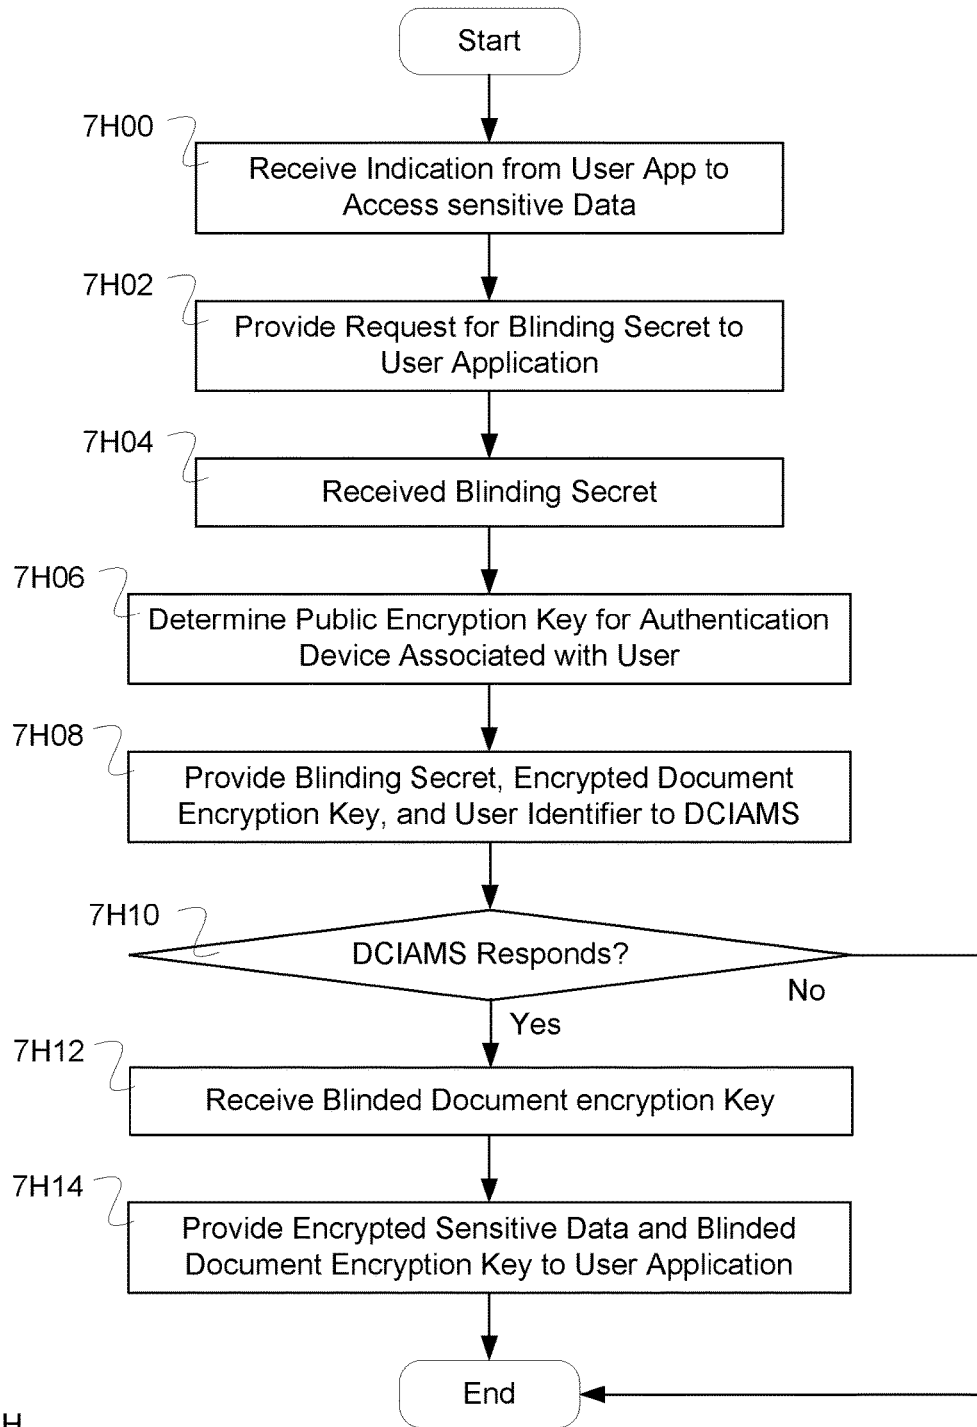 Start
7H00
Receive Indication from User App to
Access sensitive Data
7H02
Provide Request for Blinding Secret to
User Application
7H04
Received Blinding Secret
7H06
Determine Public Encryption Key for Authentication
Device Associated with User
7H08
Provide Blinding Secret, Encrypted Document
Encryption Key, and User Identifier to DCIAMS
7H10
DCIAMS Responds?
No
Yes
7H12
Receive Blinded Document encryption Key
7H14
Provide Encrypted Sensitive Data and Blinded
Document Encryption Key to User Application
End
H